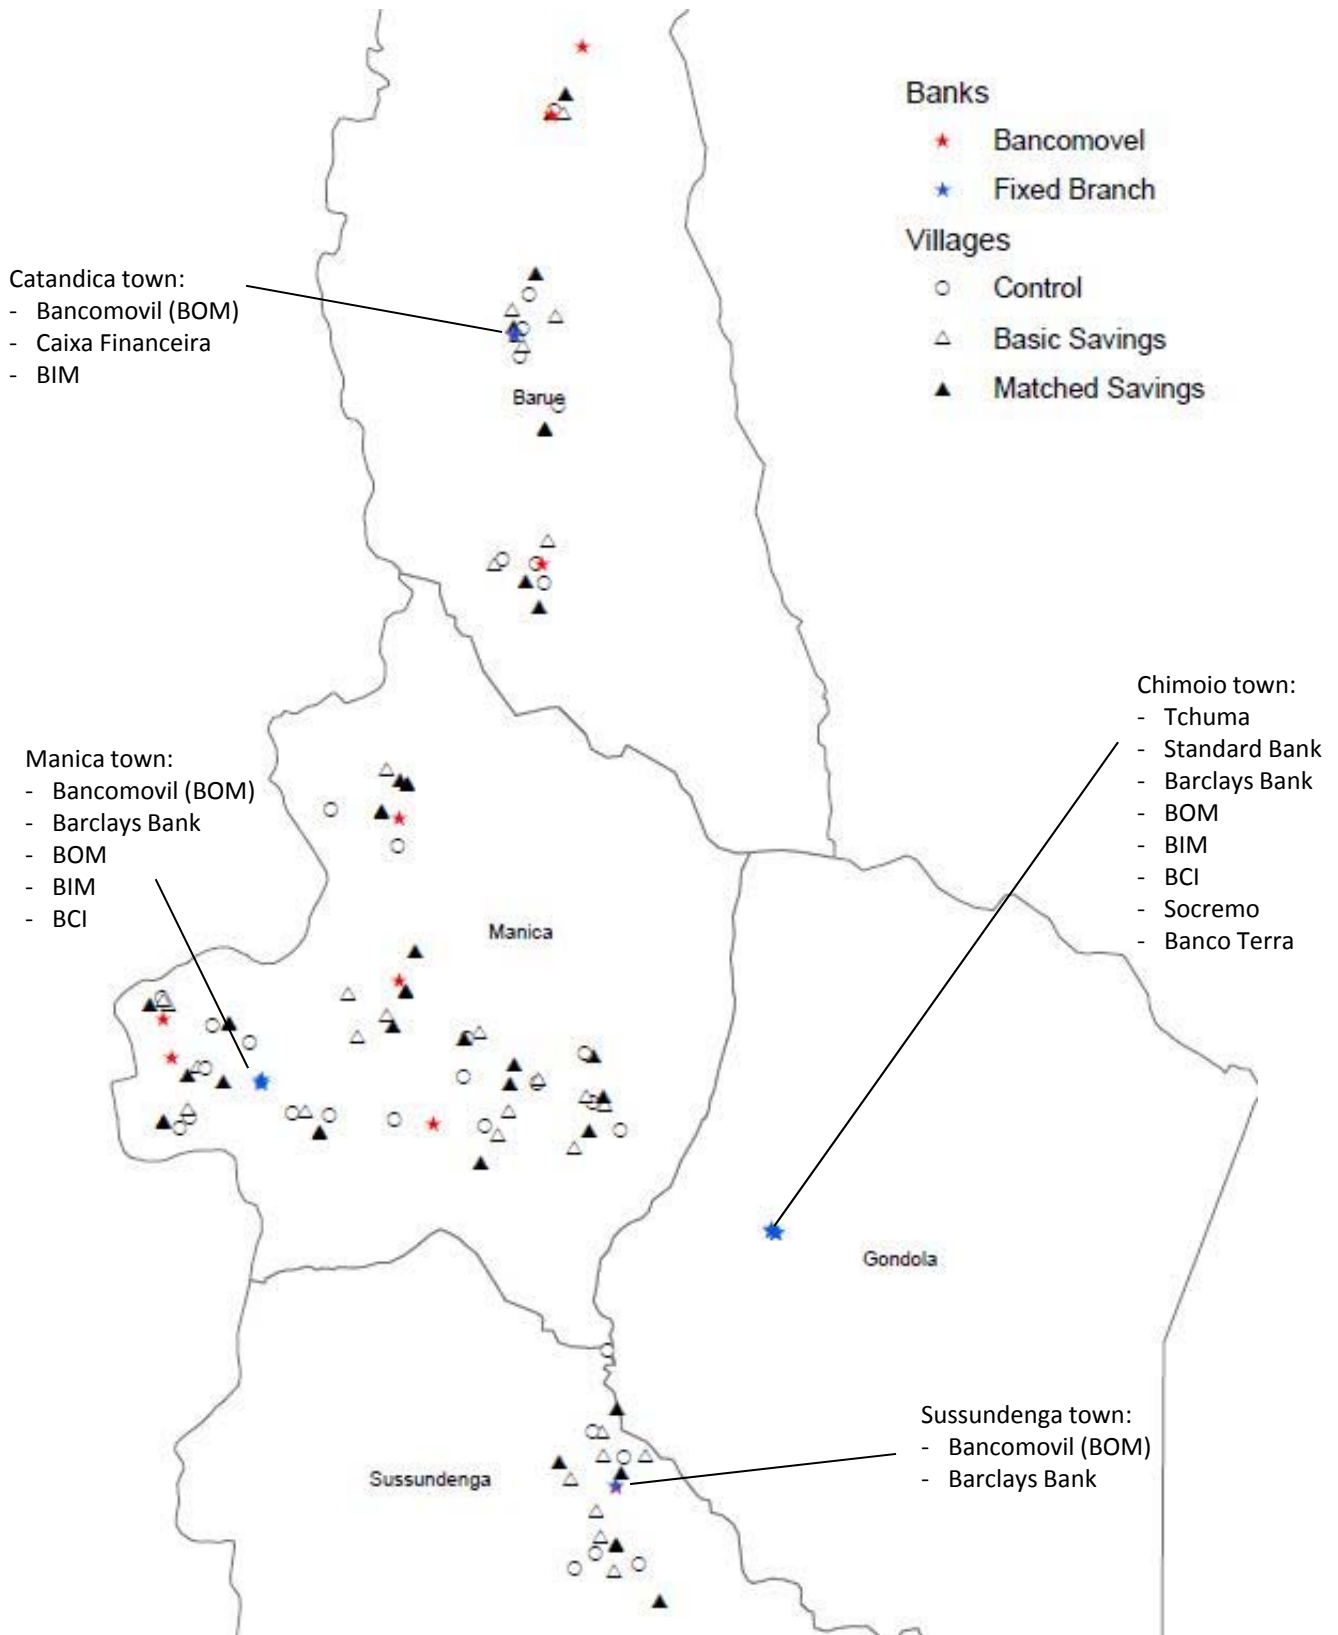 Banks
Bancomovel
Fixed Branch
Villages
Control
Basic Savings
Matched Savings
Catandica town:
- Bancomovil (BOM)
- Caixa Financeira
- BIM
Barue
Chimoio town:
- Tchuma
- Standard Bank
- Barclays Bank
- BOM
- BIM
- BCI
- Socremo
- Banco Terra
Manica town:
- Bancomovil (BOM)
- Barclays Bank
- BOM
- BIM
- BCI
Manica
Gondola
Sussundenga town:
- Bancomovil (BOM)
- Barclays Bank
Sussundenga